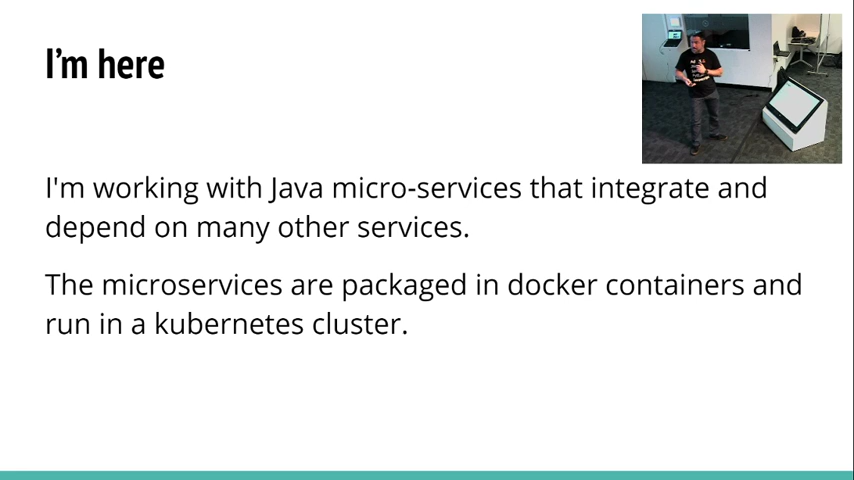 I'm here
I'm working with Java micro-services that integrate and
depend on many other services.
The microservices are packaged in docker containers and
run in a kubernetes cluster.